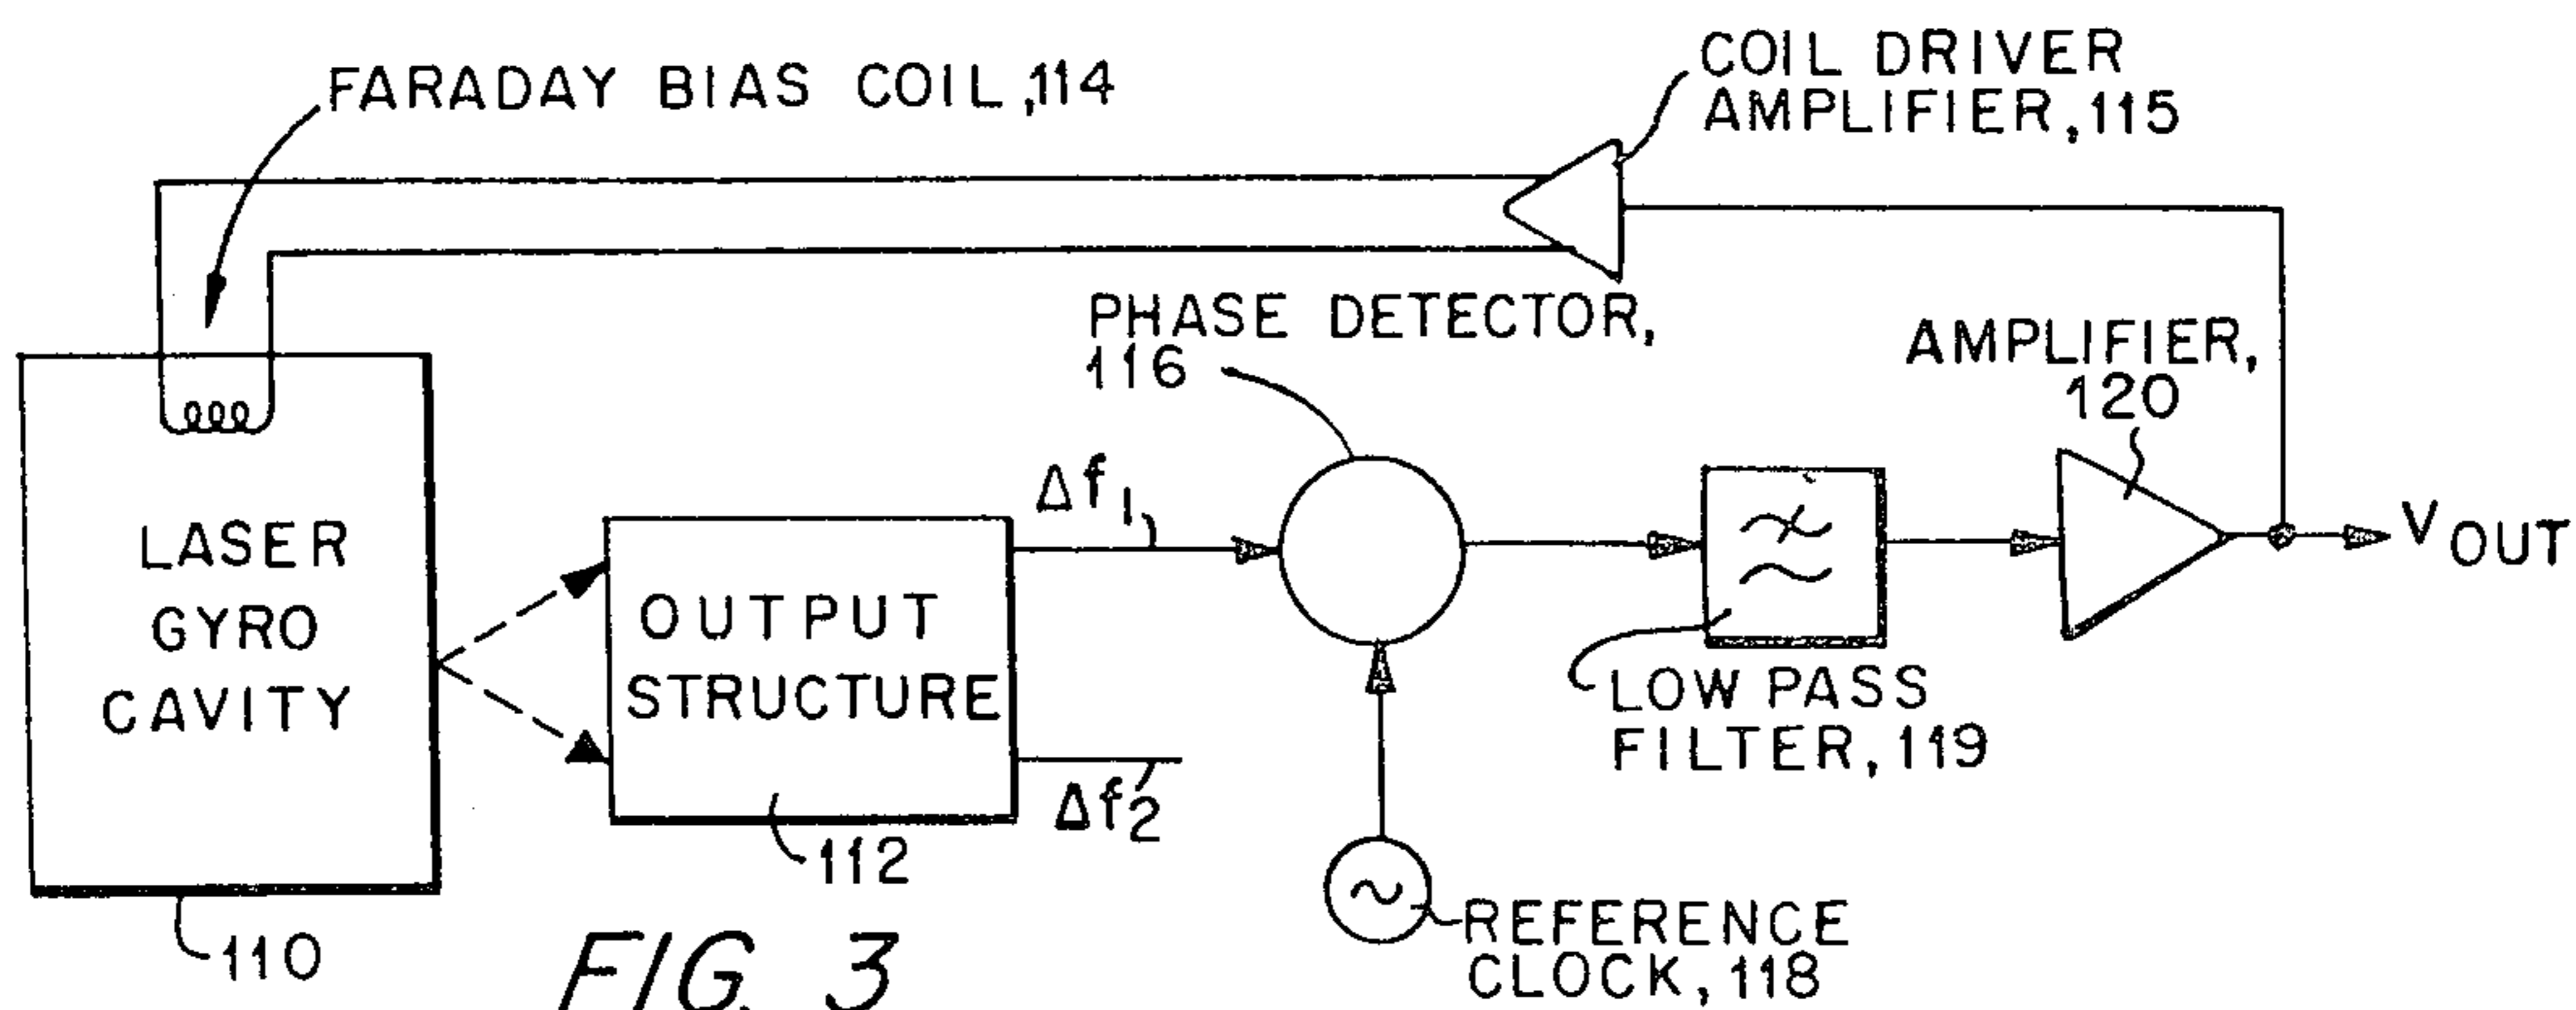 FARADAY BIAS COIL,114
COIL DRIVER
AMPLIFIER,115
PHASE DETECTOR,
116
AMPLIFIER,
120
LASER
GYRO
CAVITY
110
OUTPUT
STRUCTURE
112
Δf1
Δf2
LOW PASS
FILTER,119
VOUT
REFERENCE
CLOCK,118
FIG. 3